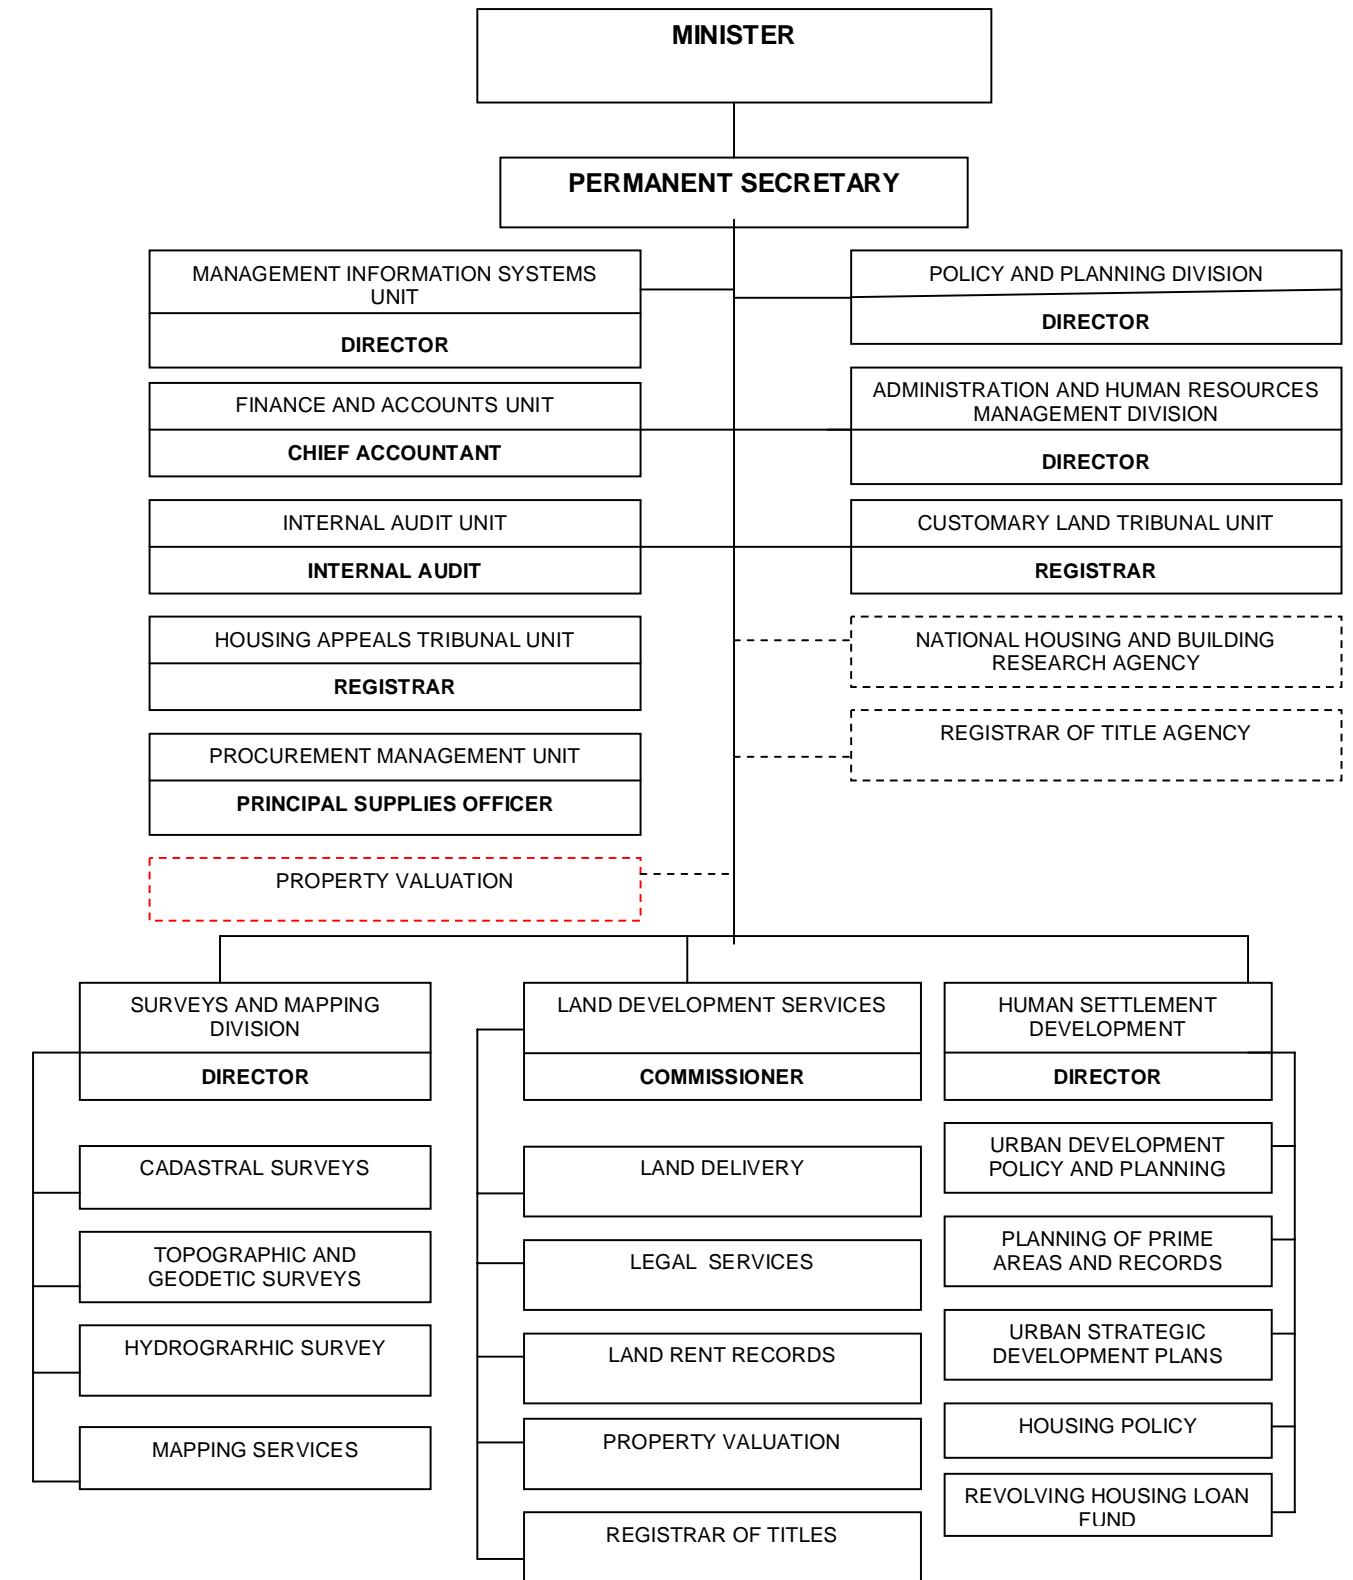 MINISTER
PERMANENT SECRETARY
MANAGEMENT INFORMATION SYSTEMS
UNIT
DIRECTOR
POLICY AND PLANNING DIVISION
DIRECTOR
FINANCE AND ACCOUNTS UNIT
CHIEF ACCOUNTANT
ADMINISTRATION AND HUMAN RESOURCES
MANAGEMENT DIVISION
DIRECTOR
INTERNAL AUDIT UNIT
INTERNAL AUDIT
CUSTOMARY LAND TRIBUNAL UNIT
REGISTRAR
HOUSING APPEALS TRIBUNAL UNIT
REGISTRAR
NATIONAL HOUSING AND BUILDING
RESEARCH AGENCY
PROCUREMENT MANAGEMENT UNIT
PRINCIPAL SUPPLIES OFFICER
REGISTRAR OF TITLE AGENCY
PROPERTY VALUATION
SURVEYS AND MAPPING
DIVISION
DIRECTOR
CADASTRAL SURVEYS
TOPOGRAPHIC AND
GEODETIC SURVEYS
HYDROGRARHIC SURVEY
MAPPING SERVICES
LAND DEVELOPMENT SERVICES
COMMISSIONER
LAND DELIVERY
LEGAL  SERVICES
LAND RENT RECORDS
PROPERTY VALUATION
REGISTRAR OF TITLES
HUMAN SETTLEMENT
DEVELOPMENT
DIRECTOR
URBAN DEVELOPMENT
POLICY AND PLANNING
PLANNING OF PRIME
AREAS AND RECORDS
URBAN STRATEGIC
DEVELOPMENT PLANS
HOUSING POLICY
REVOLVING HOUSING LOAN
FUND